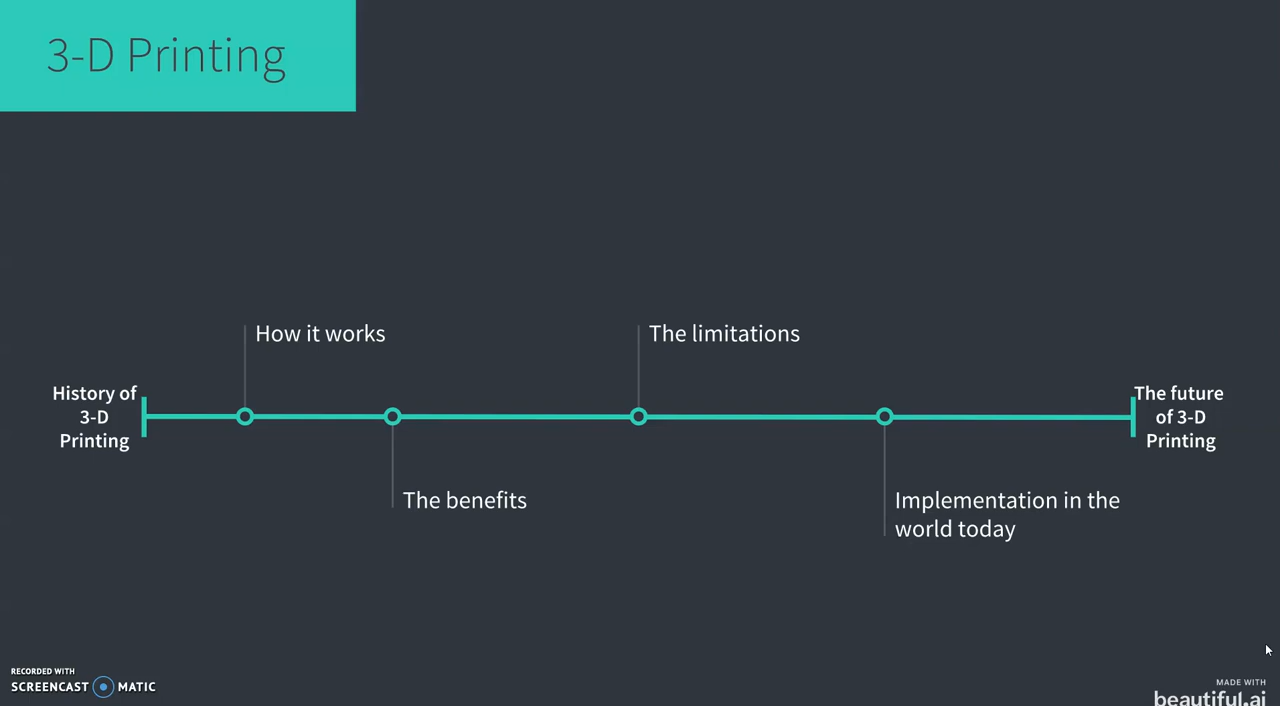 3-D Printing
How it works
The limitations
History of
3-D
Printing
The future
of 3-D
Printing
The benefits
Implementation in the
world today
RECORDED WITH
SCREENCAST MATIC
MADE WITH
beautiful.ai